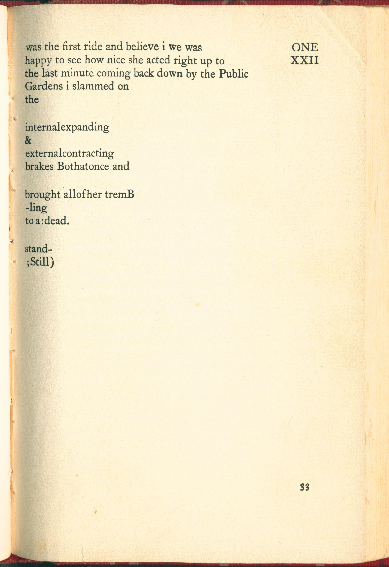 was the first ride and believe i we was
ONE
happy to see how nice she acted right up to
XXII
the last minute coming back down by the Public
Gardens i slammed on
the
internalexpanding
&
externalcontracting
brakes Bothatonce and
brought allofher tremB
-ling
to a:dead.
stand-
;Still)
33